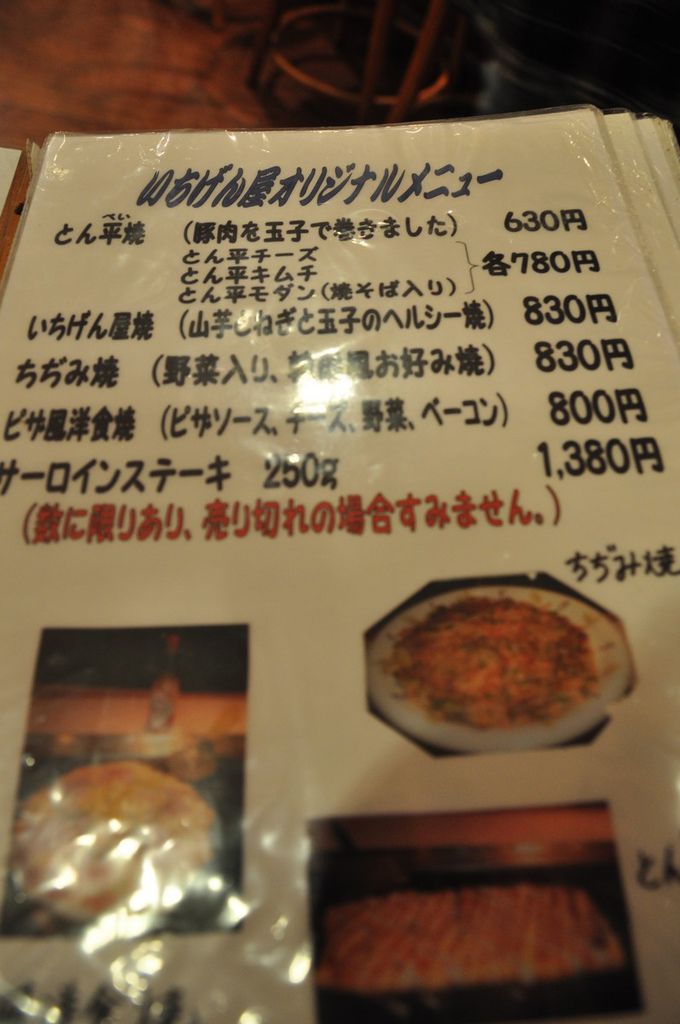 いちげん屋オリジナルメニュー
とん平焼 (豚肉を玉子で巻きました) 630円
ぺい
とん平チーズ
とん平キムチ 各780円
とん平モダン(焼そば入り)
いちげん屋焼 (山芋とねぎと玉子のヘルシー焼) 830円
ちぢみ焼 (野菜入り、風お好み焼) 830円
ピザ風洋食焼 (ピザソース、チーズ、野菜、ベーコン) 800円
サーロインステーキ 250g 1,380円
(数に限りあり、売り切れの場合すみません。)
ちぢみ焼
とん